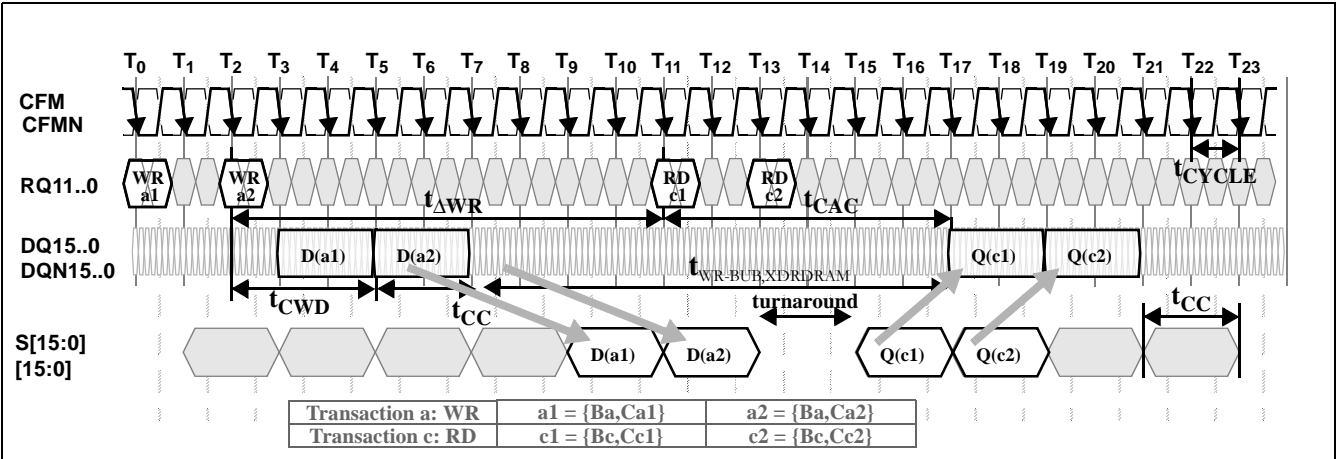 T0 T1 T2 T3 T4 T5 T6 T7 T8 T9 T10 T11 T12 T13 T14 T15 T16 T17 T18 T19 T20 T21 T22 T23
CFM
CFMN
tCYCLE
RQ11..0
WR a1
WR a2
RD c1
RD c2
tΔWR
tCAC
DQ15..0
DQN15..0
D(a1)
D(a2)
Q(c1)
Q(c2)
tWR-BUB,XDRDRAM
tCWD
tCC
turnaround
tCC
S[15:0]
[15:0]
D(a1)
D(a2)
Q(c1)
Q(c2)
Transaction a: WR a1 = {Ba,Ca1} a2 = {Ba,Ca2}
Transaction c: RD c1 = {Bc,Cc1} c2 = {Bc,Cc2}